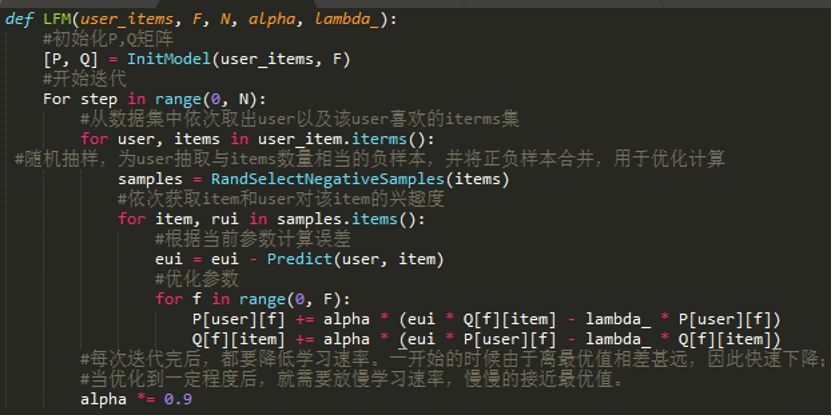 def LFM(user_items, F, N, alpha, lambda_):
#初始化P,Q矩阵
[P, Q] = InitModel(user_items, F)
#开始迭代
For step in range(0, N):
#从数据集中依次取出user以及该user喜欢的iterms集
for user, items in user_item.iterms():
#随机抽样，为user抽取与items数量相当的负样本，并将正负样本合并，用于优化计算
samples = RandSelectNegativeSamples(items)
#依次获取item和user对该item的兴趣度
for item, rui in samples.items():
#根据当前参数计算误差
eui = eui - Predict(user, item)
#优化参数
for f in range(0, F):
P[user][f] += alpha * (eui * Q[f][item] - lambda_ * P[user][f])
Q[f][item] += alpha * (eui * P[user][f] - lambda_ * Q[f][item])
#每次迭代完后，都要降低学习速率。一开始的时候由于离最优值相差甚远，因此快速下降；
#当优化到一定程度后，就需要放慢学习速率，慢慢的接近最优值。
alpha *= 0.9